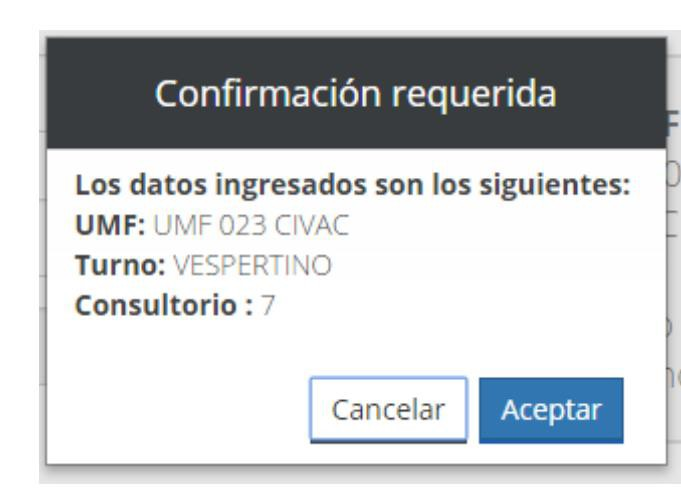 Confirmación requerida
Los datos ingresados son los siguientes:
UMF: UMF 023 CIVAC
Turno: VESPERTINO
Consultorio : 7
Cancelar
Aceptar